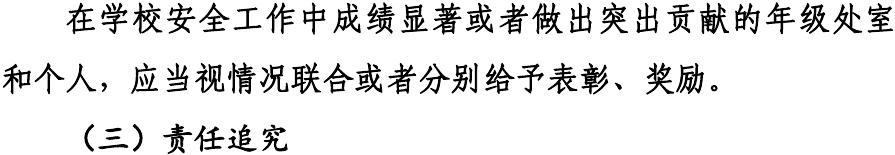 在学校安全工作中成绩显著或者做出突出贡献的年级处室
和个人，应当视情况联合或者分别给予表彰、奖励。
（三）责任追究